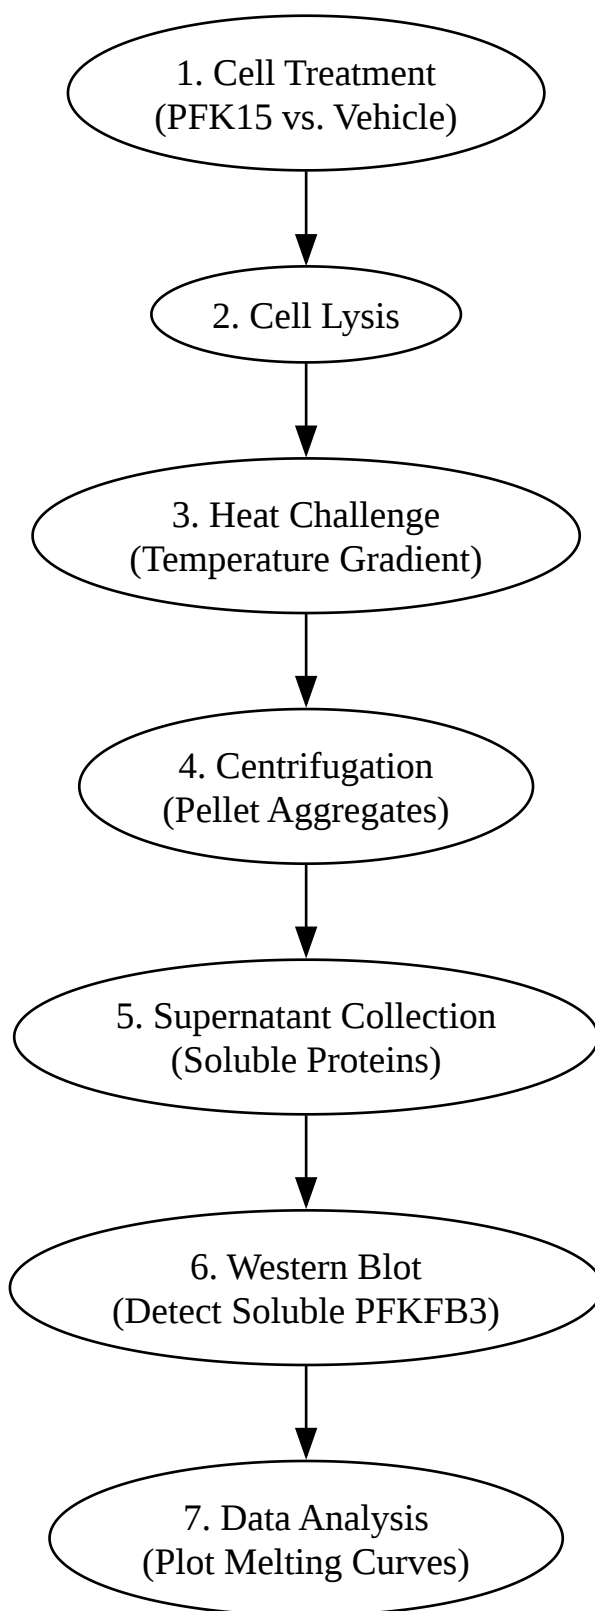 1. Cell Treatment
(PFK15 vs. Vehicle)
2. Cell Lysis
3. Heat Challenge
(Temperature Gradient)
4. Centrifugation
(Pellet Aggregates)
5. Supernatant Collection
(Soluble Proteins)
6. Western Blot
(Detect Soluble PFKFB3)
7. Data Analysis
(Plot Melting Curves)